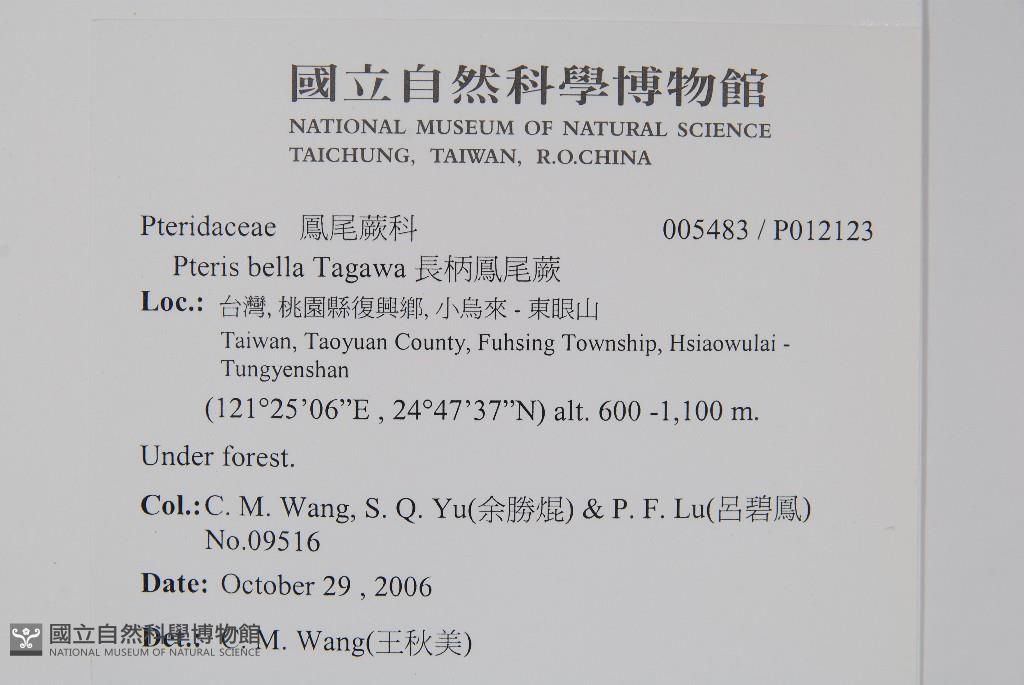 國立自然科學博物館
NATIONAL MUSEUM OF NATURAL SCIENCE
TAICHUNG, TAIWAN, R.O.CHINA
Pteridaceae 鳳尾蕨科 005483 / P012123
Pteris bella Tagawa 長柄鳳尾蕨
Loc.: 台灣, 桃園縣復興鄉, 小烏來 - 東眼山
Taiwan, Taoyuan County, Fuhsing Township, Hsiaowulai -
Tungyenshan
(121°25’06”E , 24°47’37”N) alt. 600 -1,100 m.
Under forest.
Col.: C. M. Wang, S. Q. Yu(余勝焜) & P. F. Lu(呂碧鳳)
No.09516
Date: October 29 , 2006
Det.: C. M. Wang(王秋美)
國立自然科學博物館
NATIONAL MUSEUM OF NATURAL SCIENCE